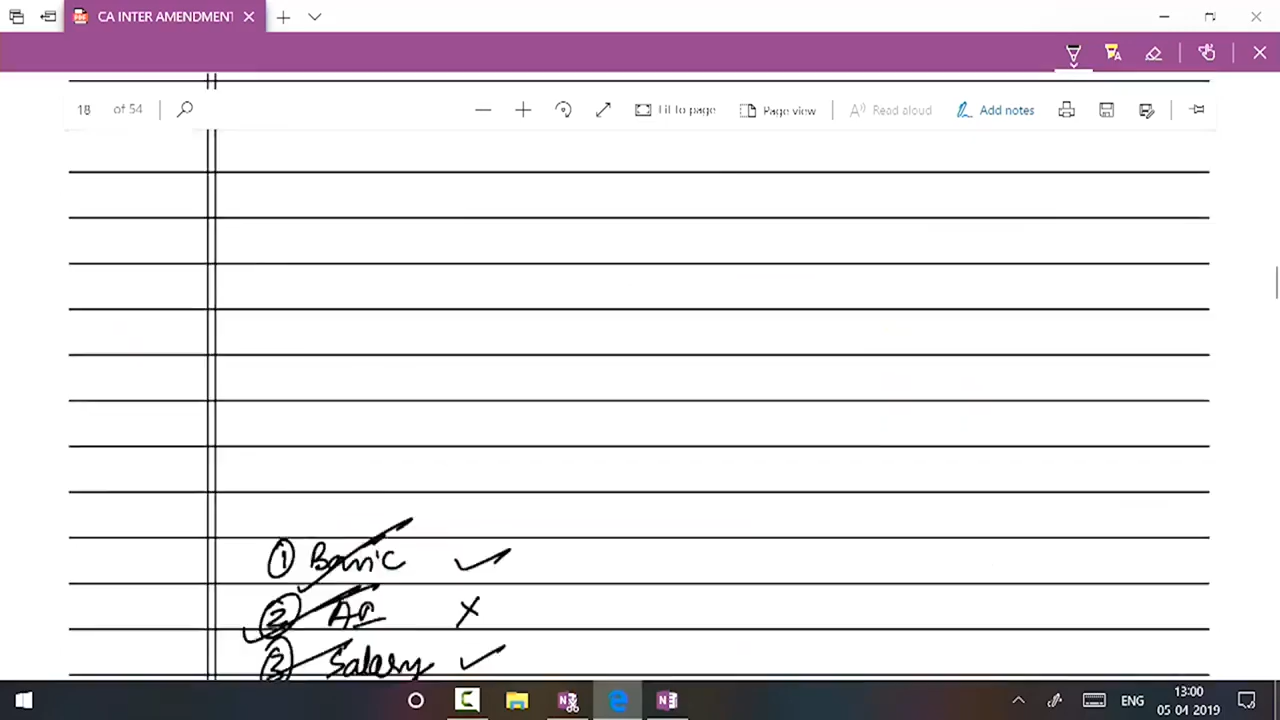 CA INTER AMENDMENT
18 of 54 Fit to page Page view Read aloud Add notes
① Basic ✓
② ✗
③ Salary ✓
ENG 13:00
05-04-2019